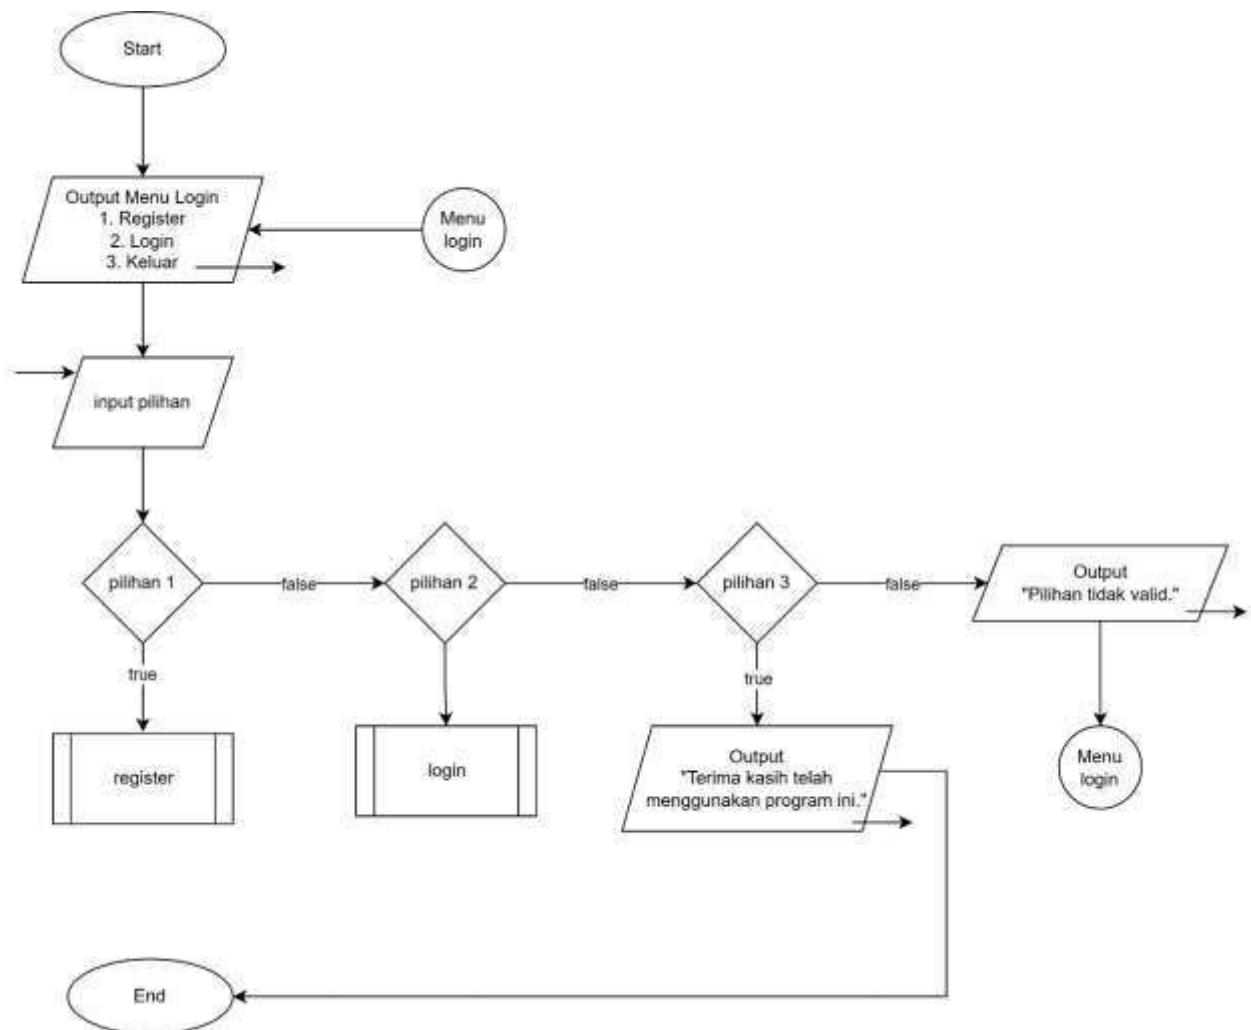 Start
Output Menu Login
1. Register
2. Login
3. Keluar
Menu
login
input pilihan
pilihan 1
false
pilihan 2
false
pilihan 3
false
Output
"Pilihan tidak valid."
true
true
register
login
Output
"Terima kasih telah
menggunakan program ini."
Menu
login
End